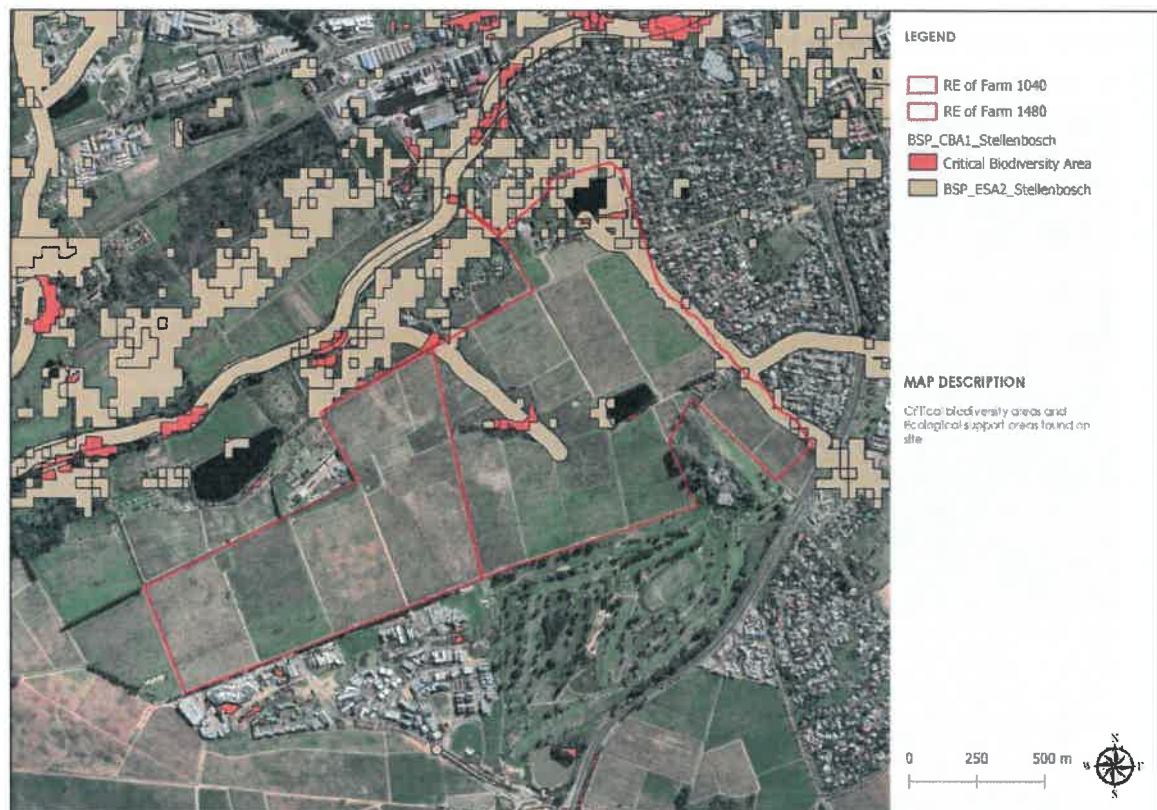 LEGEND
RE of Farm 1040
RE of Farm 1480
BSP_CBA1_Stellenbosch
Critical Biodiversity Area
BSP_ESA2_Stellenbosch
MAP DESCRIPTION
Critical biodiversity areas and
Ecological support areas found on
site
0 250 500 m
N
W E
S